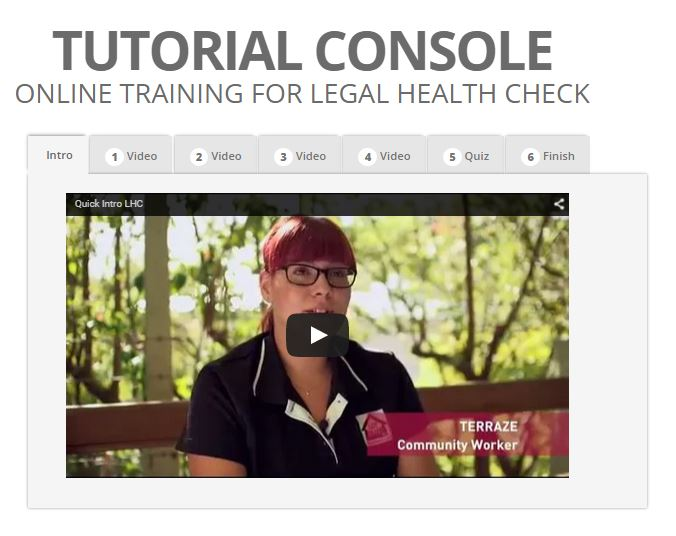 TUTORIAL CONSOLE
ONLINE TRAINING FOR LEGAL HEALTH CHECK
Intro 1 Video 2 Video 3 Video 4 Video 5 Quiz 6 Finish
Quick Intro LHC
TERRAZE
Community Worker